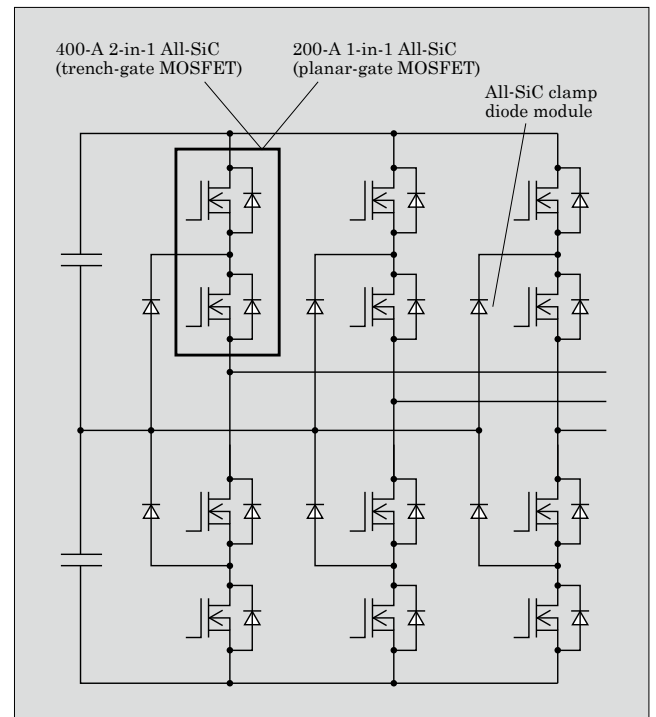 400-A 2-in-1 All-SiC
(trench-gate MOSFET)
200-A 1-in-1 All-SiC
(planar-gate MOSFET)
All-SiC clamp
diode module